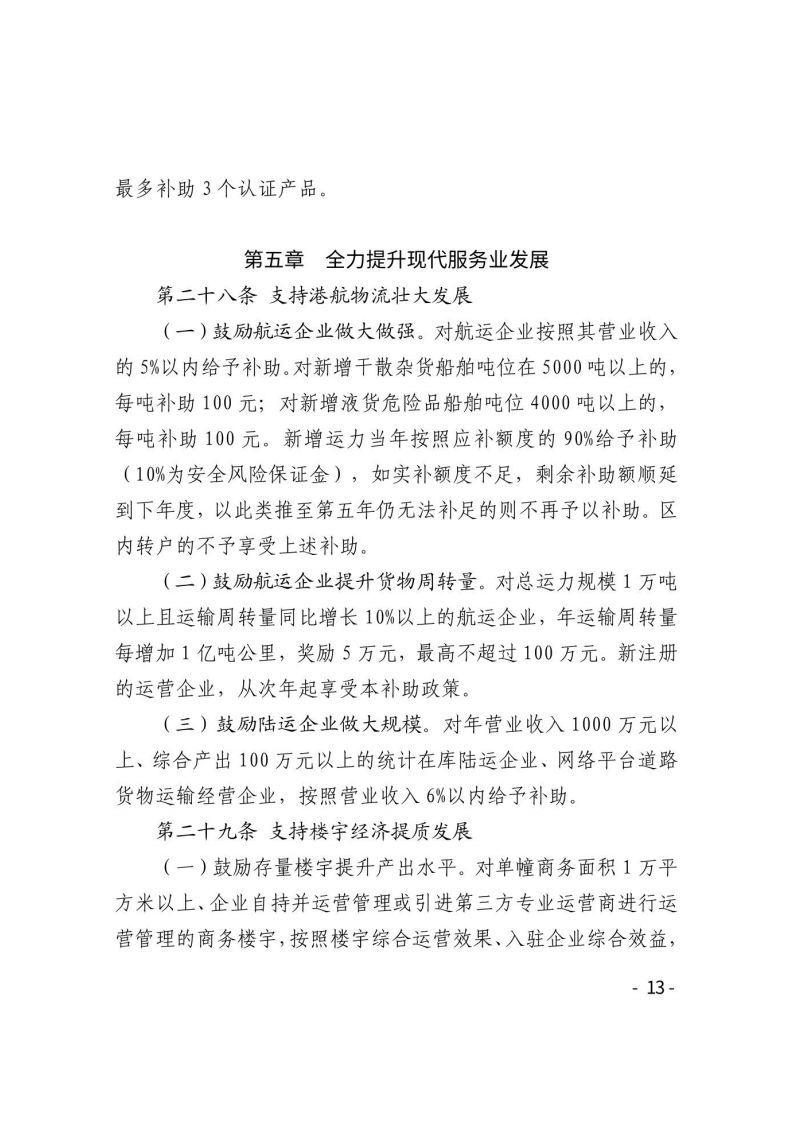 最多补助 3 个认证产品。
第五章　全力提升现代服务业发展
第二十八条 支持港航物流壮大发展
（一）鼓励航运企业做大做强。对航运企业按照其营业收入
的 5%以内给予补助。对新增干散杂货船舶吨位在 5000 吨以上的，
每吨补助 100 元；对新增液货危险品船舶吨位 4000 吨以上的，
每吨补助 100 元。新增运力当年按照应补额度的 90%给予补助
（10%为安全风险保证金），如实补额度不足，剩余补助额顺延
到下年度，以此类推至第五年仍无法补足的则不再予以补助。区
内转户的不予享受上述补助。
（二）鼓励航运企业提升货物周转量。对总运力规模 1 万吨
以上且运输周转量同比增长 10%以上的航运企业，年运输周转量
每增加 1 亿吨公里，奖励 5 万元，最高不超过 100 万元。新注册
的运营企业，从次年起享受本补助政策。
（三）鼓励陆运企业做大规模。对年营业收入 1000 万元以
上、综合产出 100 万元以上的统计在库陆运企业、网络平台道路
货物运输经营企业，按照营业收入 6%以内给予补助。
第二十九条 支持楼宇经济提质发展
（一）鼓励存量楼宇提升产出水平。对单幢商务面积 1 万平
方米以上、企业自持并运营管理或引进第三方专业运营商进行运
营管理的商务楼宇，按照楼宇综合运营效果、入驻企业综合效益，
- 13 -